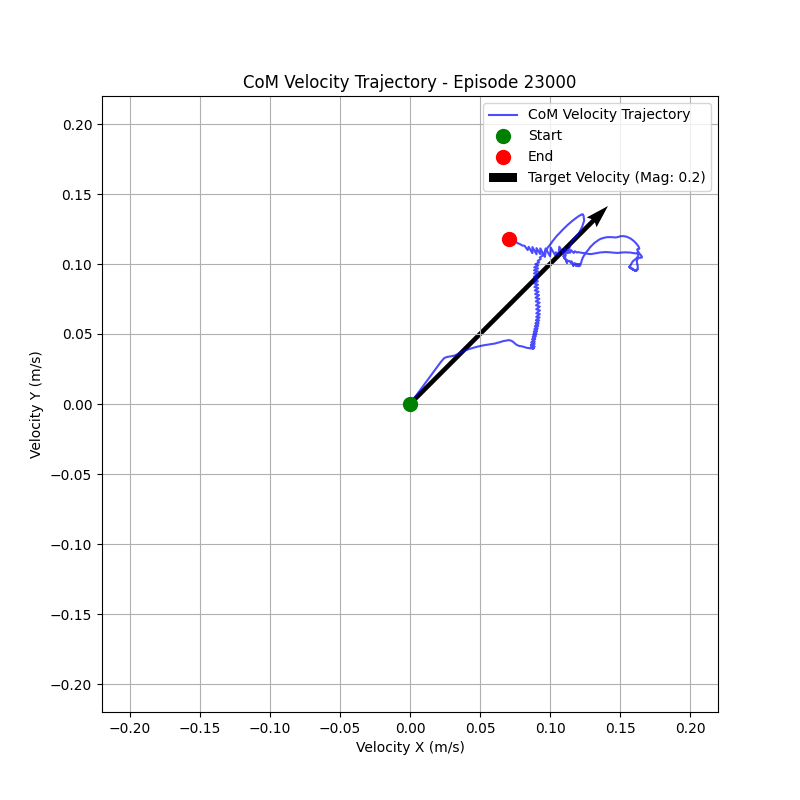 CoM Velocity Trajectory - Episode 23000
CoM Velocity Trajectory
Start
End
Target Velocity (Mag: 0.2)
0.20
0.15
0.10
0.05
0.00
−0.05
−0.10
−0.15
−0.20
Velocity Y (m/s)
−0.20 −0.15 −0.10 −0.05 0.00 0.05 0.10 0.15 0.20
Velocity X (m/s)